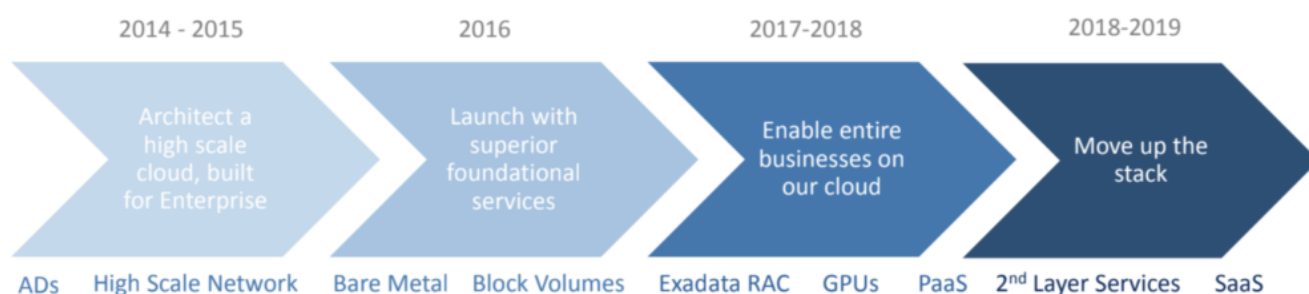 2014 - 2015
2016
2017-2018
2018-2019
Architect a
high scale
cloud, built
for Enterprise
Launch with
superior
foundational
services
Enable entire
businesses on
our cloud
Move up the
stack
ADs High Scale Network Bare Metal Block Volumes Exadata RAC GPUs PaaS 2nd Layer Services SaaS